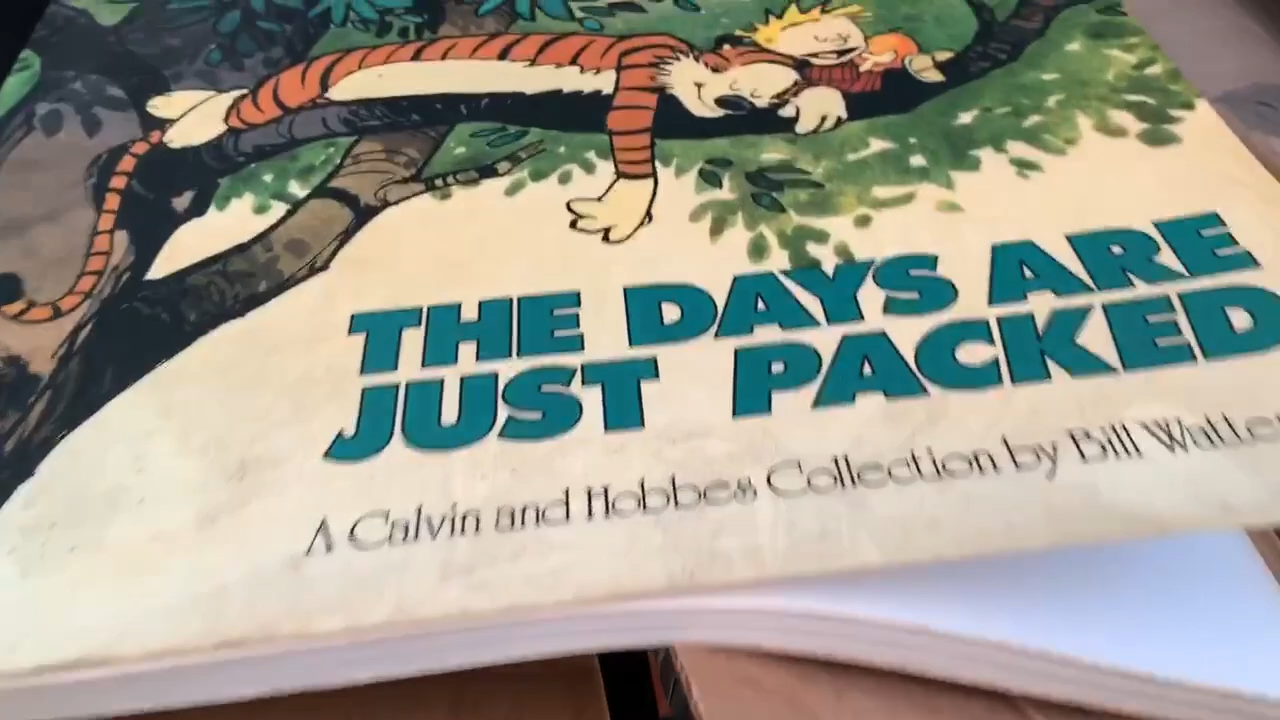 THE DAYS ARE
JUST PACKED
A Calvin and Hobbes Collection by Bill